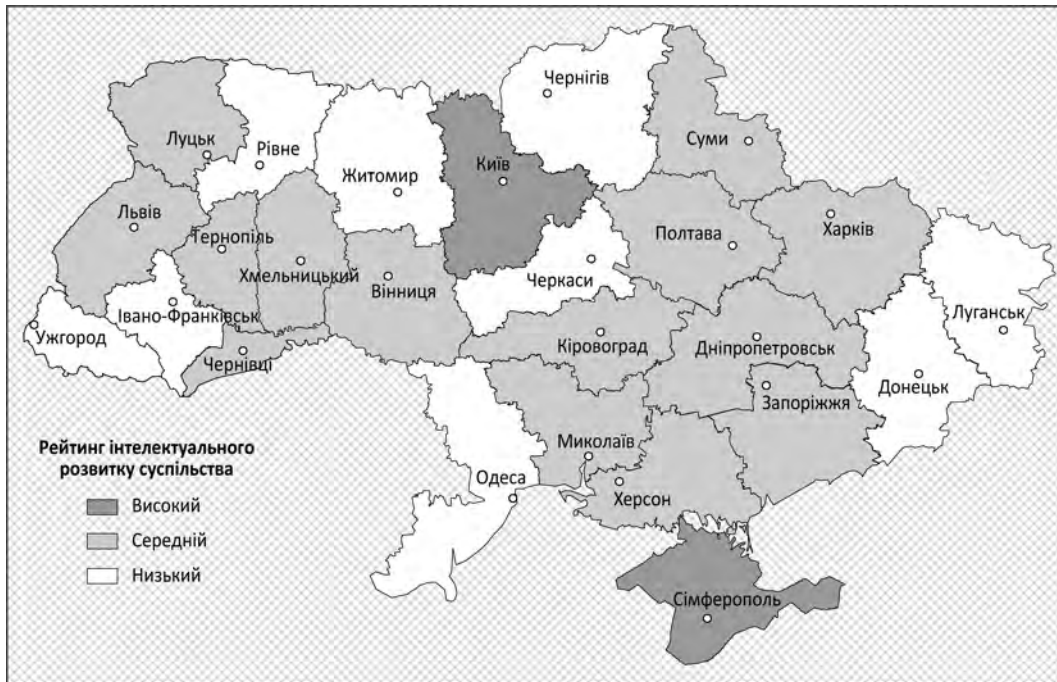 Чернігів
Луцьк
Рівне
Житомир
Київ
Суми
Львів
Тернопіль
Хмельницький
Вінниця
Черкаси
Полтава
Харків
Івано-Франківськ
Ужгород
Чернівці
Кіровоград
Дніпропетровськ
Луганськ
Донецьк
Запоріжжя
Миколаїв
Одеса
Херсон
Сімферополь
Рейтинг інтелектуального
розвитку суспільства
Високий
Середній
Низький